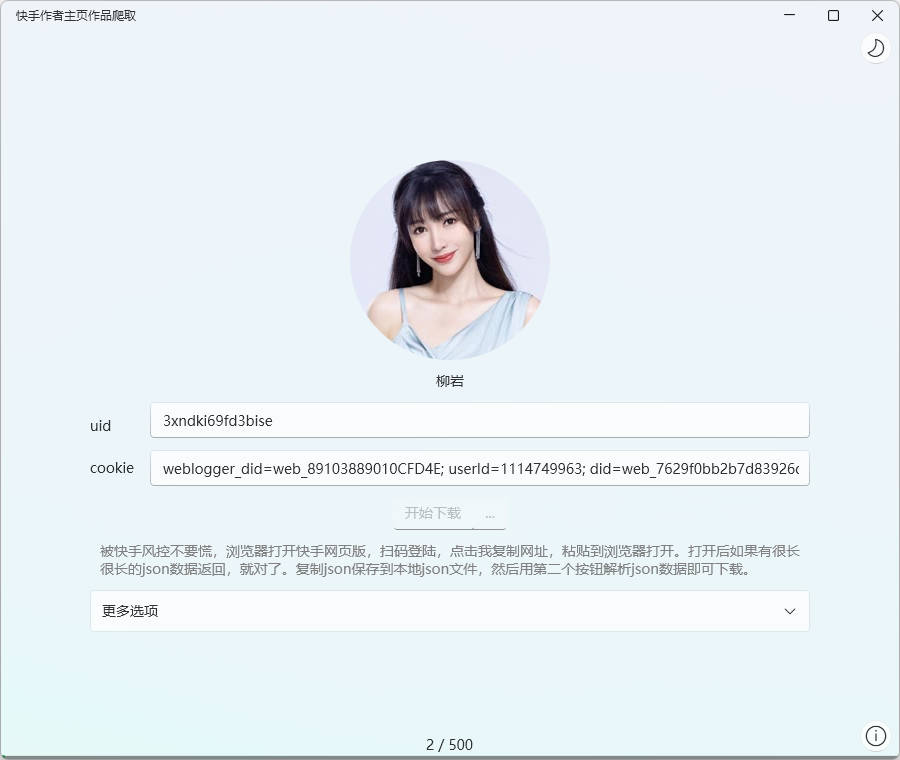 快手作者主页作品爬取
柳岩
uid
3xndki69fd3bise
cookie
weblogger_did=web_89103889010CFD4E; userId=1114749963; did=web_7629f0bb2b7d83926c
开始下载 ...
被快手风控不要慌，浏览器打开快手网页版，扫码登陆，点击我复制网址，粘贴到浏览器打开。打开后如果有很长
很长的json数据返回，就对了。复制json保存到本地json文件，然后用第二个按钮解析json数据即可下载。
更多选项
2 / 500